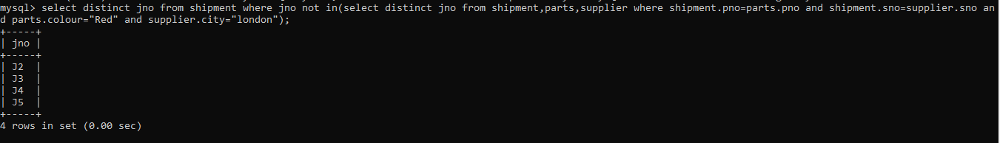 mysql> select distinct jno from shipment where jno not in(select distinct jno from shipment,parts,supplier where shipment.pno=parts.pno and shipment.sno=supplier.sno an
d parts.colour="Red" and supplier.city="london");
+-----+
| jno |
+-----+
| J2  |
| J3  |
| J4  |
| J5  |
+-----+
4 rows in set (0.00 sec)